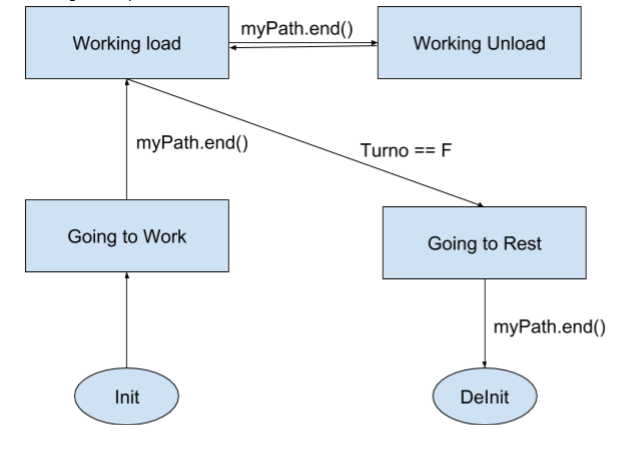 Working load
myPath.end()
Working Unload
myPath.end()
Turno == F
Going to Work
Going to Rest
myPath.end()
Init
DeInit